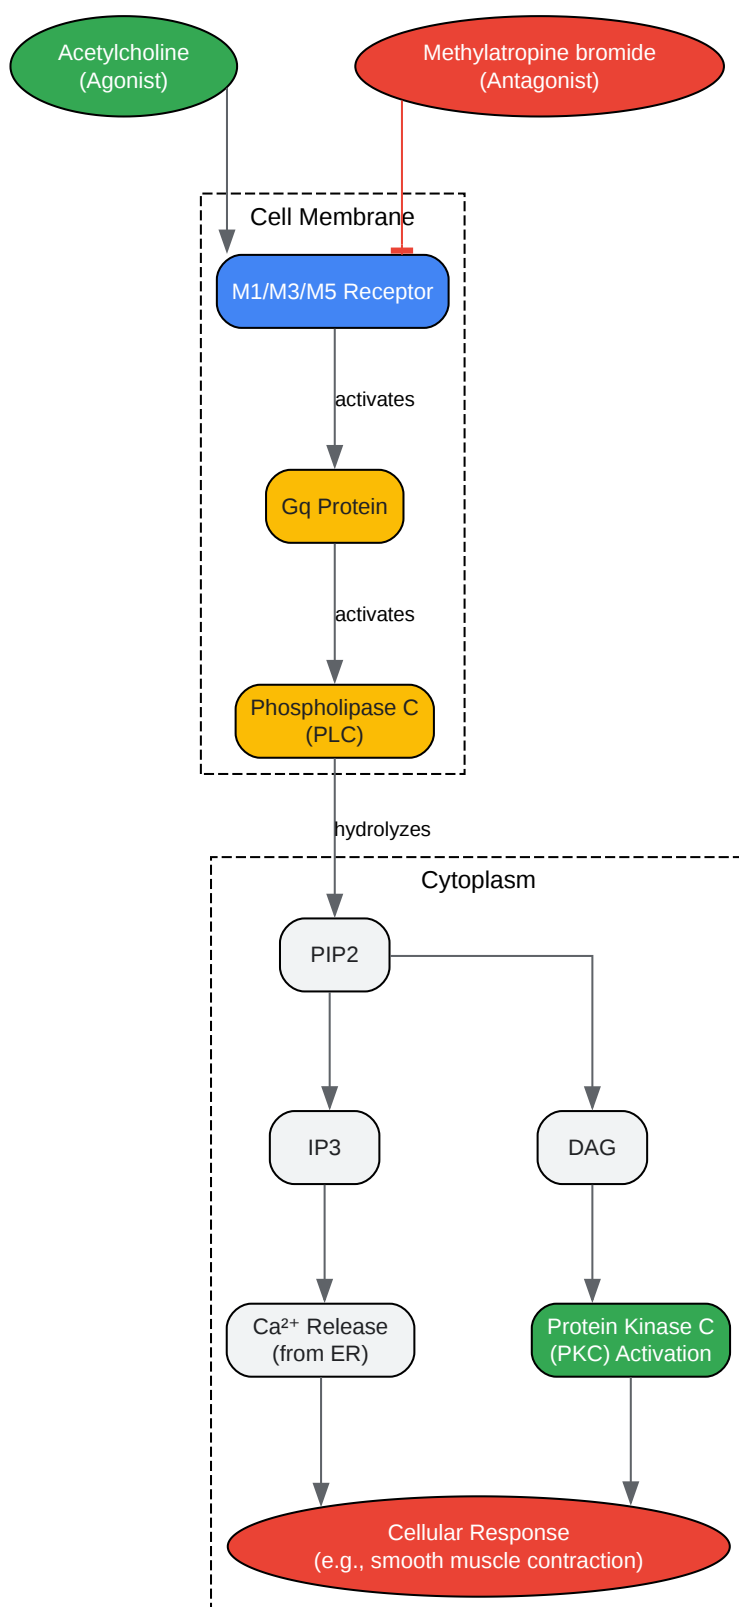 Acetylcholine
(Agonist)
Methylatropine bromide
(Antagonist)
Cell Membrane
M1/M3/M5 Receptor
activates
Gq Protein
activates
Phospholipase C
(PLC)
hydrolyzes
Cytoplasm
PIP2
IP3
DAG
Ca²⁺ Release
(from ER)
Protein Kinase C
(PKC) Activation
Cellular Response
(e.g., smooth muscle contraction)